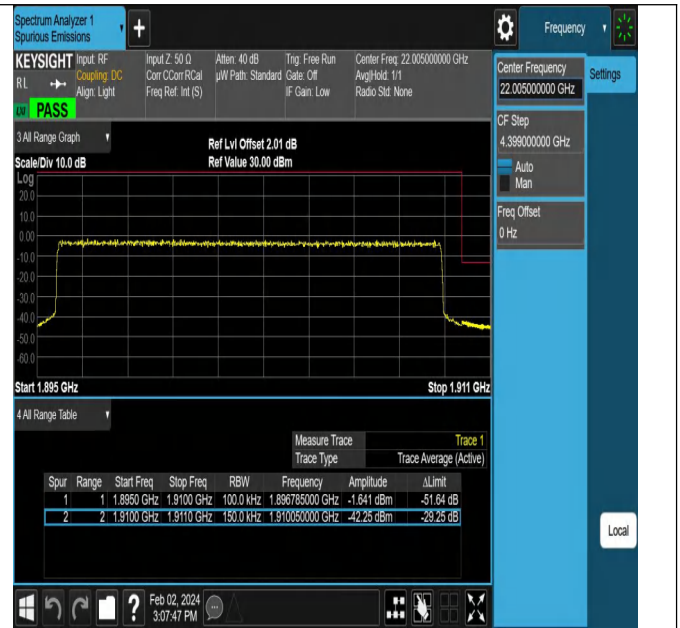 Spectrum Analyzer 1
Spurious Emissions
Frequency
KEYSIGHT
RL
Input: RF
Coupling: DC
Align: Light
Input Z: 50 Ω
Corr CCorr RCal
Freq Ref: Int (S)
Atten: 40 dB
µW Path: Standard
Trig: Free Run
Gate: Off
IF Gain: Low
Center Freq: 22.005000000 GHz
Avg|Hold: 1/1
Radio Std: None
PASS
Center Frequency
22.005000000 GHz
Settings
CF Step
4.399000000 GHz
Auto
Man
Freq Offset
0 Hz
3 All Range Graph
Ref Lvl Offset 2.01 dB
Scale/Div 10.0 dB
Ref Value 30.00 dBm
Log
20.0
10.0
0.00
-10.0
-20.0
-30.0
-40.0
-50.0
-60.0
Start 1.895 GHz
Stop 1.911 GHz
4 All Range Table
Measure Trace Trace 1
Trace Type Trace Average (Active)
Spur Range Start Freq Stop Freq RBW Frequency Amplitude ΔLimit
1 1 1.8950 GHz 1.9100 GHz 100.0 kHz 1.896785000 GHz -1.641 dBm -51.64 dB
2 2 1.9100 GHz 1.9110 GHz 150.0 kHz 1.910050000 GHz -42.25 dBm -29.25 dB
Local
?
Feb 02, 2024
3:07:47 PM